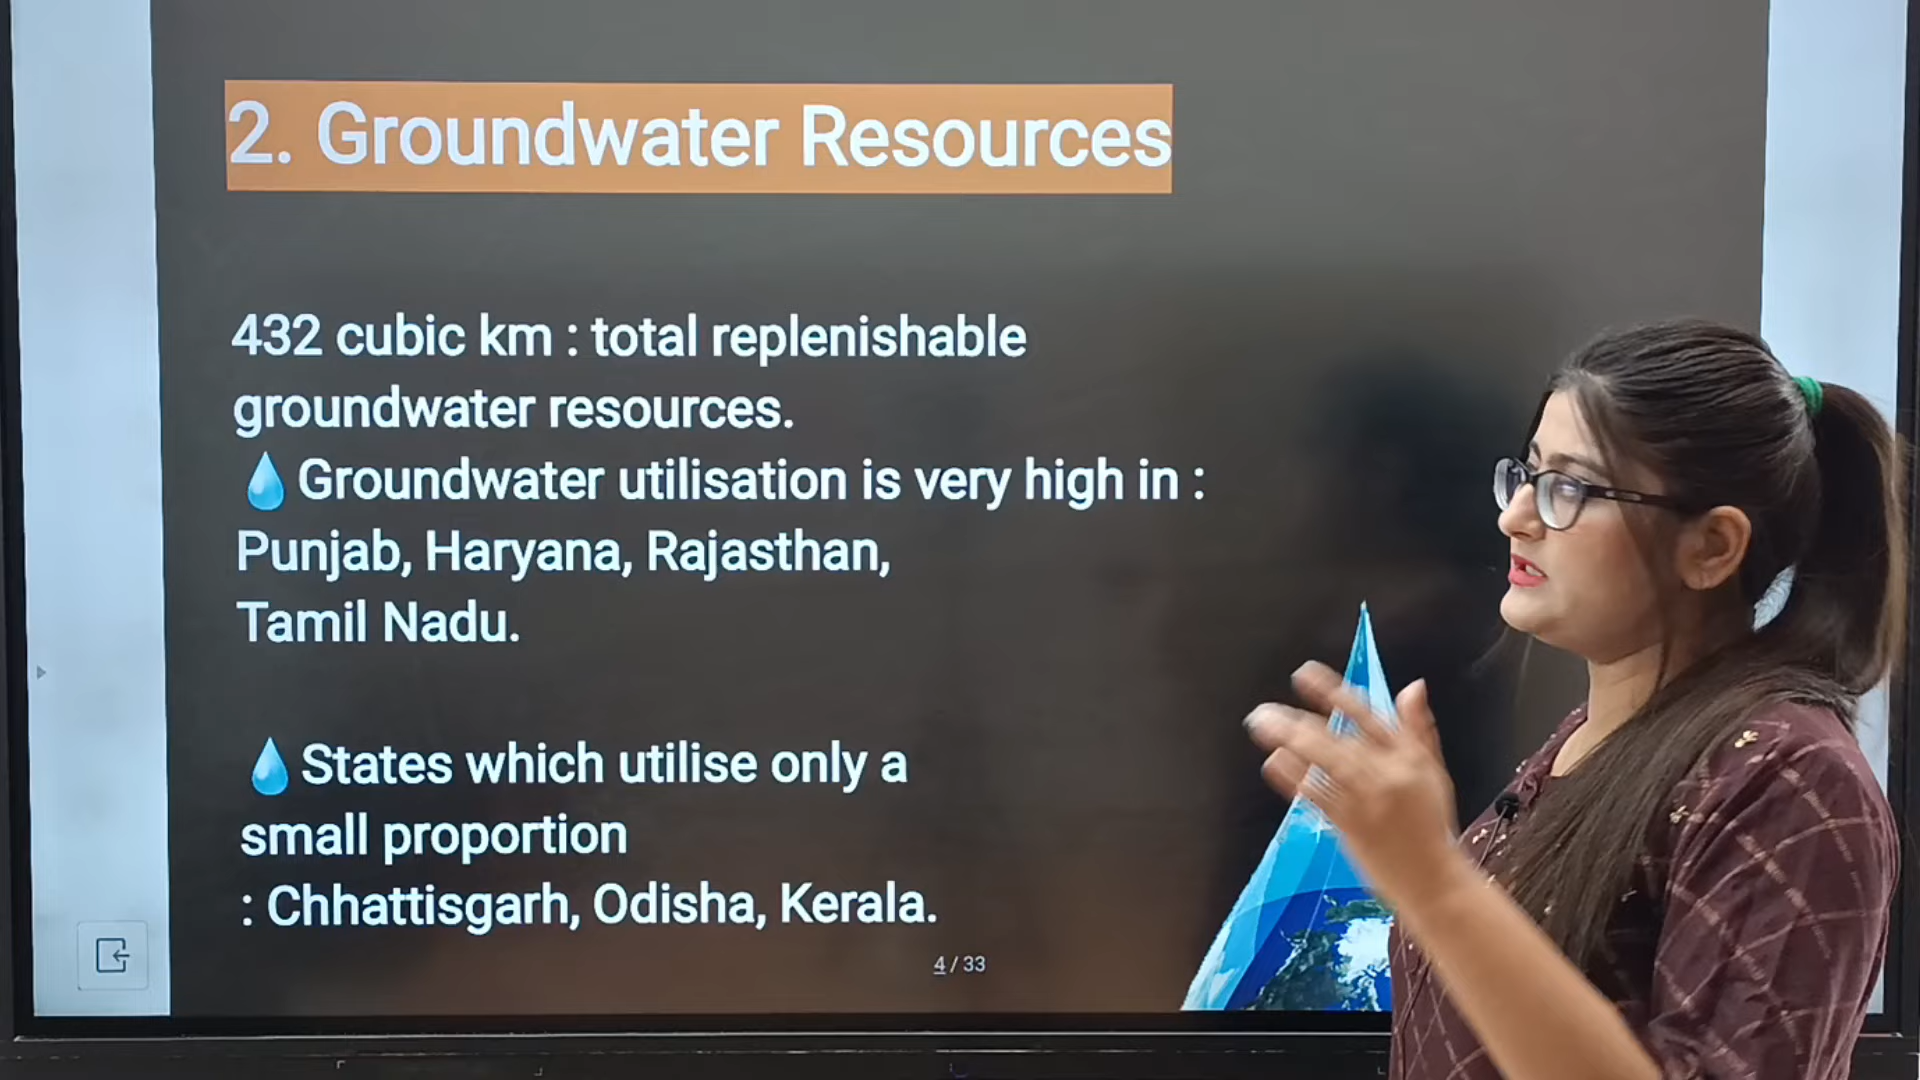 2. Groundwater Resources
432 cubic km : total replenishable
groundwater resources.
💧Groundwater utilisation is very high in :
Punjab, Haryana, Rajasthan,
Tamil Nadu.
💧States which utilise only a
small proportion
: Chhattisgarh, Odisha, Kerala.
4 / 33